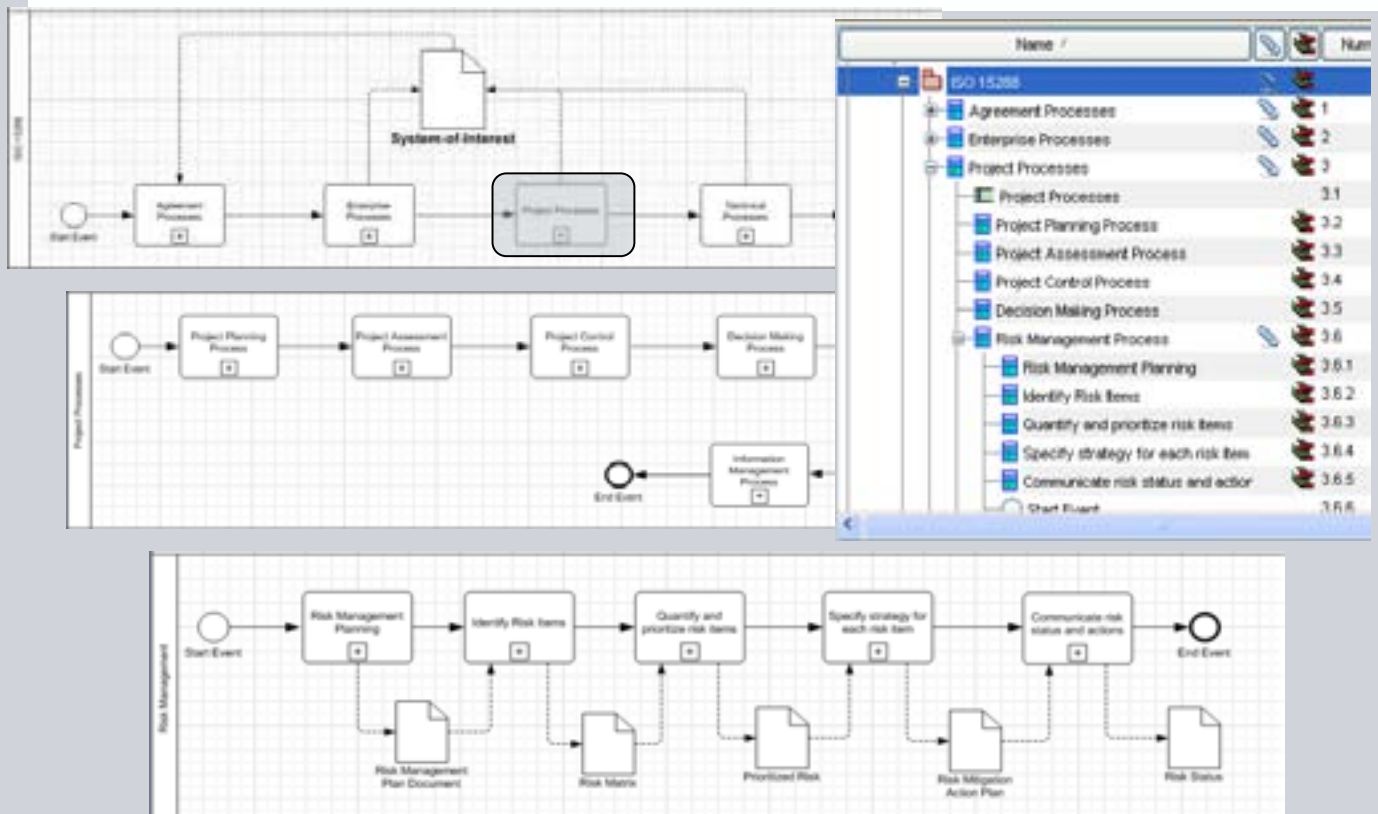 System-of-Interest
Agreement
Processes
Enterprise
Processes
Project Processes
Technical
Processes
Start Event
Name
Num
ISO 15288
Agreement Processes 1
Enterprise Processes 2
Project Processes 3
Project Processes 3.1
Project Planning Process 3.2
Project Assessment Process 3.3
Project Control Process 3.4
Decision Making Process 3.5
Risk Management Process 3.6
Risk Management Planning 3.6.1
Identify Risk Items 3.6.2
Quantify and prioritize risk items 3.6.3
Specify strategy for each risk item 3.6.4
Communicate risk status and action 3.6.5
Start Event 3.6.6
Project Processes
Start Event
Project Planning
Process
Project Assessment
Process
Project Control
Process
Decision Making
Process
Information
Management
Process
End Event
Risk Management
Start Event
Risk Management
Planning
Identify Risk Items
Quantify and
prioritize risk items
Specify strategy for
each risk item
Communicate risk
status and actions
End Event
Risk Management
Plan Document
Risk Matrix
Prioritized Risk
Risk Mitigation
Action Plan
Risk Status